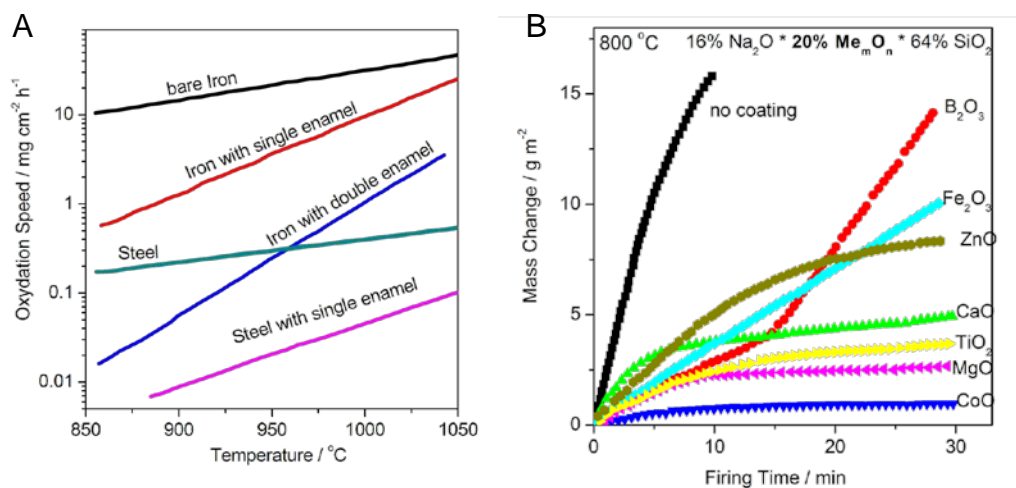 A
Oxydation Speed / mg cm⁻² h⁻¹
10
1
0.1
0.01
bare Iron
Iron with single enamel
Iron with double enamel
Steel
Steel with single enamel
850 900 950 1000 1050
Temperature / °C
B
Mass Change / g m⁻²
15
10
5
0
800 °C 16% Na₂O * 20% MeₘOₙ * 64% SiO₂
no coating
B₂O₃
Fe₂O₃
ZnO
CaO
TiO₂
MgO
CoO
0 10 20 30
Firing Time / min